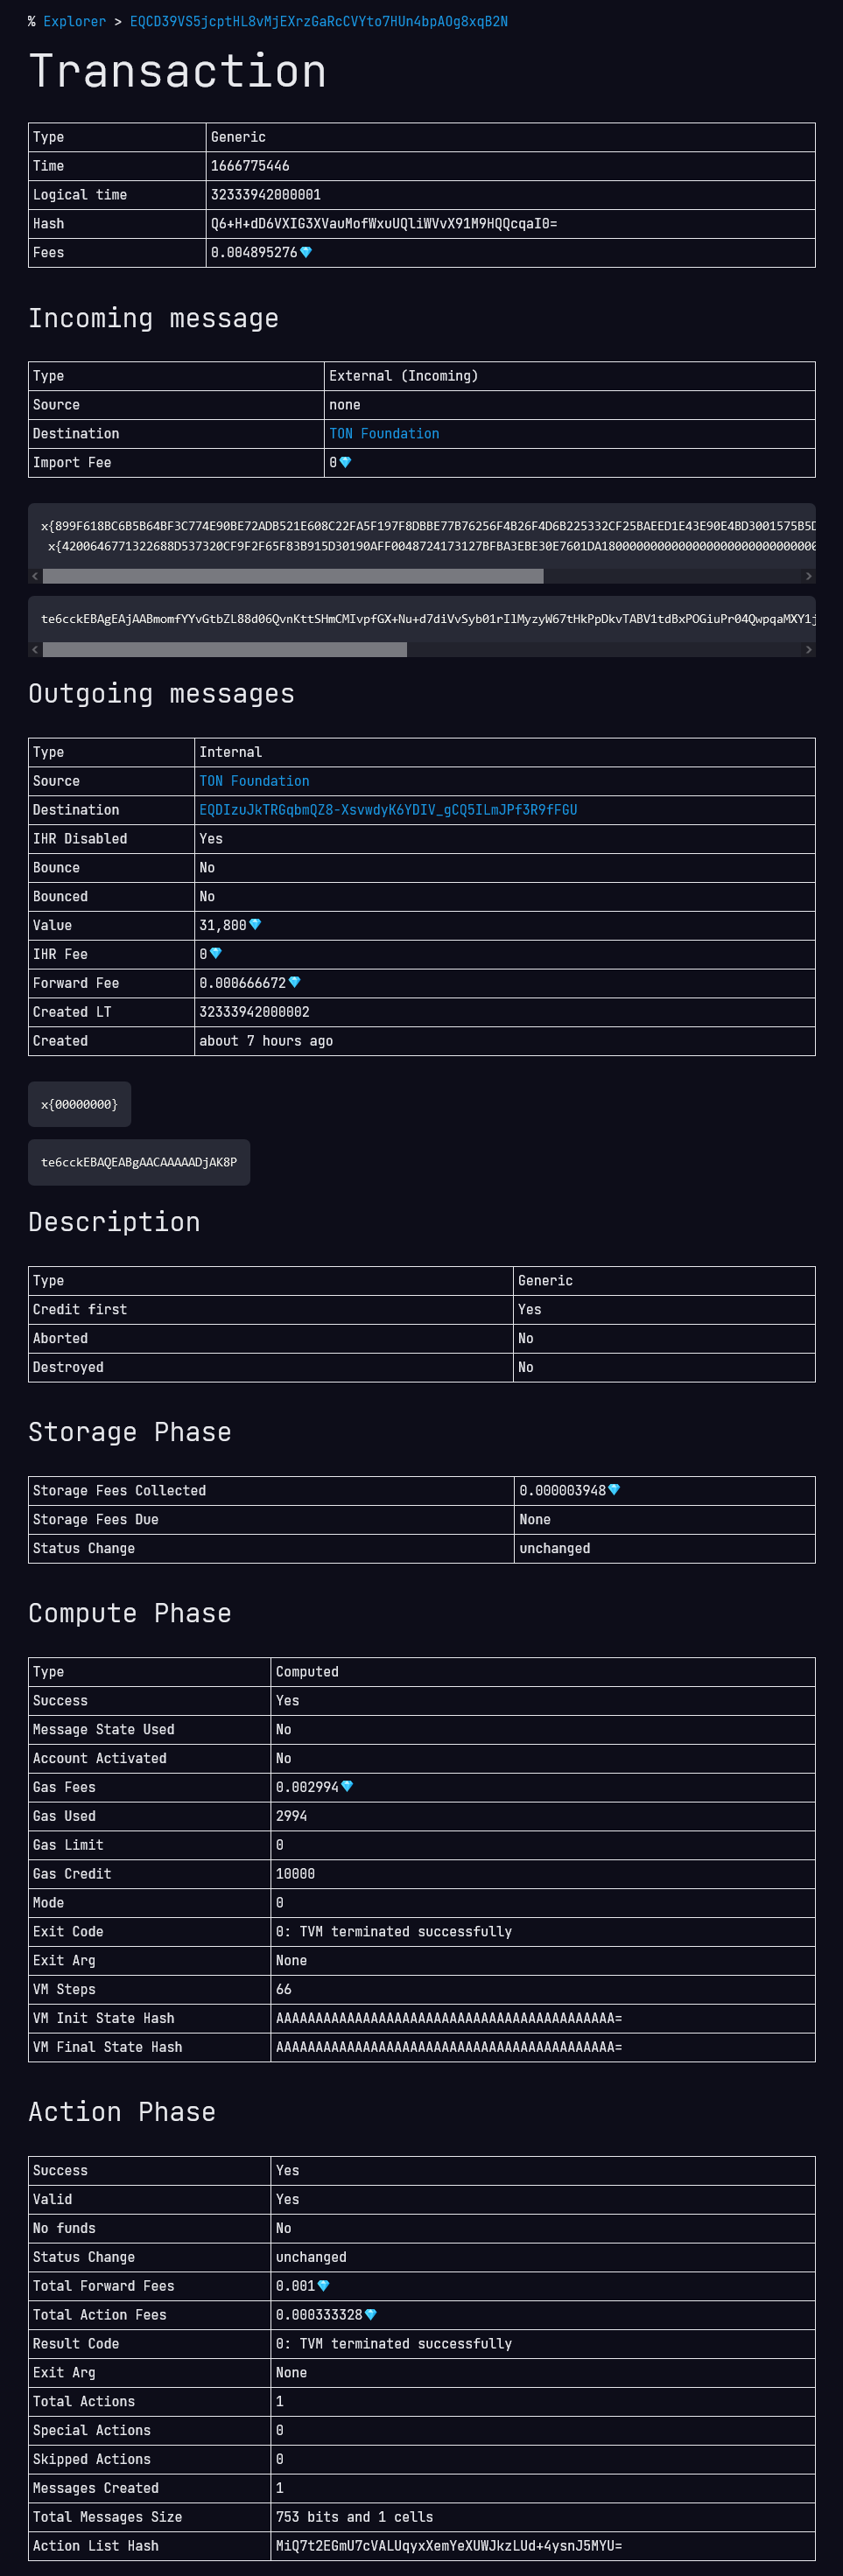 % Explorer > EQCD39VS5jcptHL8vMjEXrzGaRcCVYto7HUn4bpAOg8xqB2N
Transaction
Type Generic
Time 1666775446
Logical time 32333942000001
Hash Q6+H+dD6VXIG3XVauMofWxuUQliWVvX91M9HQQcqaI0=
Fees 0.004895276💎
Incoming message
Type External (Incoming)
Source none
Destination TON Foundation
Import Fee 0💎
x{899F618BC6B5B64BF3C774E90BE72ADB521E608C22FA5F197F8DBBE77B76256F4B26F4D6B225332CF25BAEED1E43E90E4BD3001575B5D
x{4200646771322688D537320CF9F2F65F83B915D30190AFF0048724173127BFBA3EBE30E7601DA18000000000000000000000000000
te6cckEBAgEAjAABmomfYYvGtbZL88d06QvnKttSHmCMIvpfGX+Nu+d7diVvSyb01rIlMyzyW67tHkPpDkvTABV1tdBxPOGiuPr04QwpqaMXY1j
Outgoing messages
Type Internal
Source TON Foundation
Destination EQDIzuJkTRGqbmQZ8-XsvwdyK6YDIV_gCQ5ILmJPf3R9fFGU
IHR Disabled Yes
Bounce No
Bounced No
Value 31,800💎
IHR Fee 0💎
Forward Fee 0.000666672💎
Created LT 32333942000002
Created about 7 hours ago
x{00000000}
te6cckEBAQEABgAACAAAAADjAK8P
Description
Type Generic
Credit first Yes
Aborted No
Destroyed No
Storage Phase
Storage Fees Collected 0.000003948💎
Storage Fees Due None
Status Change unchanged
Compute Phase
Type Computed
Success Yes
Message State Used No
Account Activated No
Gas Fees 0.002994💎
Gas Used 2994
Gas Limit 0
Gas Credit 10000
Mode 0
Exit Code 0: TVM terminated successfully
Exit Arg None
VM Steps 66
VM Init State Hash AAAAAAAAAAAAAAAAAAAAAAAAAAAAAAAAAAAAAAAAAAA=
VM Final State Hash AAAAAAAAAAAAAAAAAAAAAAAAAAAAAAAAAAAAAAAAAAA=
Action Phase
Success Yes
Valid Yes
No funds No
Status Change unchanged
Total Forward Fees 0.001💎
Total Action Fees 0.000333328💎
Result Code 0: TVM terminated successfully
Exit Arg None
Total Actions 1
Special Actions 0
Skipped Actions 0
Messages Created 1
Total Messages Size 753 bits and 1 cells
Action List Hash MiQ7t2EGmU7cVALUqyxXemYeXUWJkzLUd+4ysnJ5MYU=